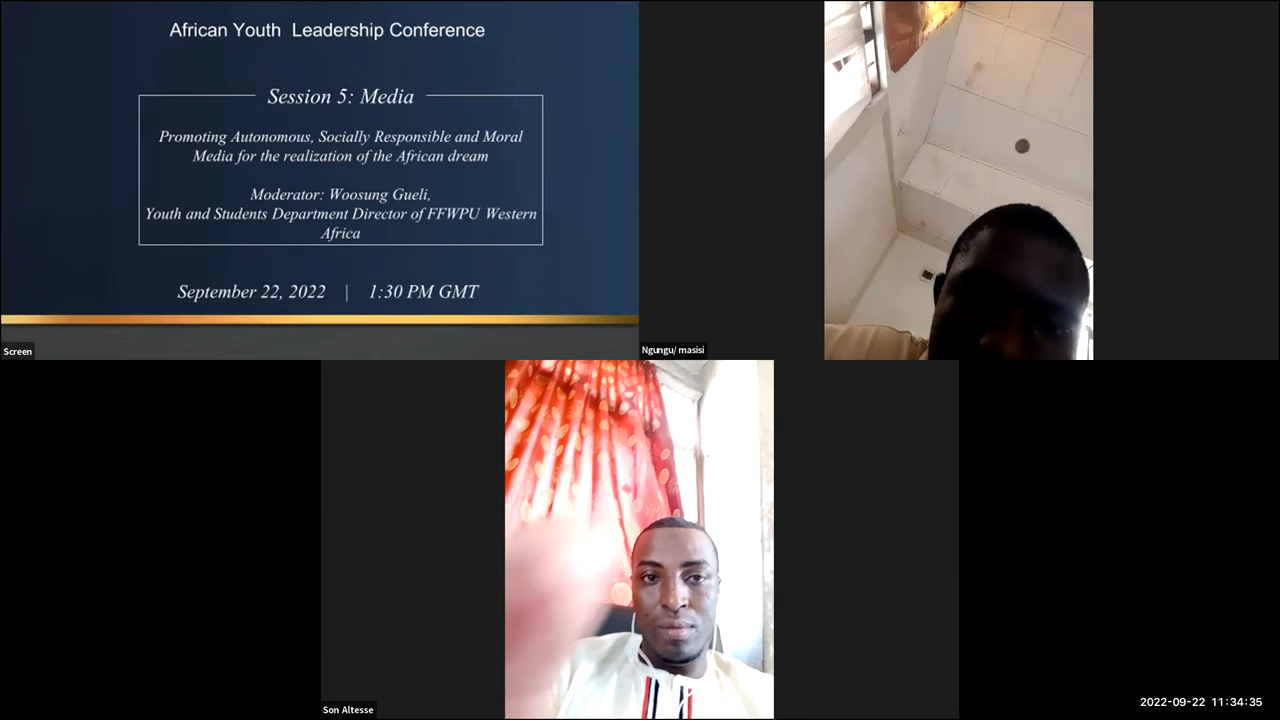 African Youth Leadership Conference
Session 5: Media
Promoting Autonomous, Socially Responsible and Moral
Media for the realization of the African dream
Moderator: Woosung Gueli,
Youth and Students Department Director of FFWPU Western
Africa
September 22, 2022 | 1:30 PM GMT
Screen
Ngungu/ masisi
Son Altesse
2022-09-22 11:34:35